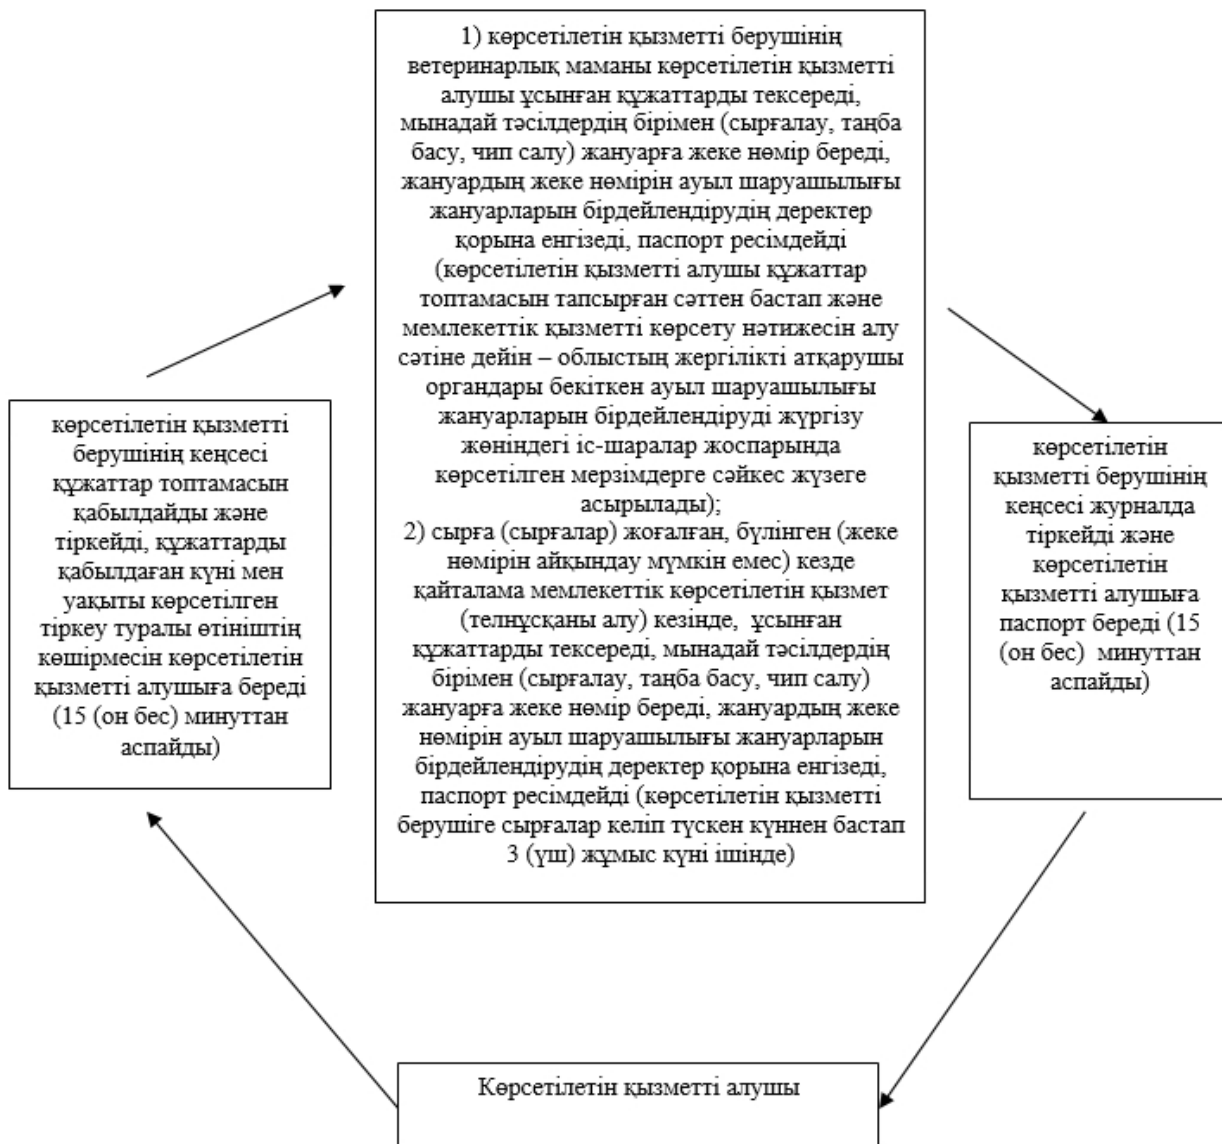 1) көрсетілетін қызметті берушінің
ветеринарлық маманы көрсетілетін қызметті
алушы ұсынған құжаттарды тексереді,
мынадай тәсілдердің бірімен (сырғалау, таңба
басу, чип салу) жануарға жеке нөмір береді,
жануардың жеке нөмірін ауыл шаруашылығы
жануарларын бірдейлендірудің деректер
қорына енгізеді, паспорт ресімдейді
(көрсетілетін қызметті алушы құжаттар
топтамасын тапсырған сәттен бастап және
мемлекеттік қызметті көрсету нәтижесін алу
сәтіне дейін – облыстың жергілікті атқарушы
органдары бекіткен ауыл шаруашылығы
жануарларын бірдейлендіруді жүргізу
жөніндегі іс-шаралар жоспарында
көрсетілген мерзімдерге сәйкес жүзеге
асырылады);
2) сырға (сырғалар) жоғалған, бүлінген (жеке
нөмірін айқындау мүмкін емес) кезде
қайталама мемлекеттік көрсетілетін қызмет
(телнұсқаны алу) кезінде, ұсынған
құжаттарды тексереді, мынадай тәсілдердің
бірімен (сырғалау, таңба басу, чип салу)
жануарға жеке нөмір береді, жануардың жеке
нөмірін ауыл шаруашылығы жануарларын
бірдейлендірудің деректер қорына енгізеді,
паспорт ресімдейді (көрсетілетін қызметті
берушіге сырғалар келіп түскен күннен бастап
3 (үш) жұмыс күні ішінде)
көрсетілетін қызметті
берушінің кеңсесі
құжаттар топтамасын
қабылдайды және
тіркейді, құжаттарды
қабылдаған күні мен
уақыты көрсетілген
тіркеу туралы өтініштің
көшірмесін көрсетілетін
қызметті алушыға береді
(15 (он бес) минуттан
аспайды)
көрсетілетін
қызметті берушінің
кеңсесі журналда
тіркейді және
көрсетілетін
қызметті алушыға
паспорт береді (15
(он бес) минуттан
аспайды)
Көрсетілетін қызметті алушы